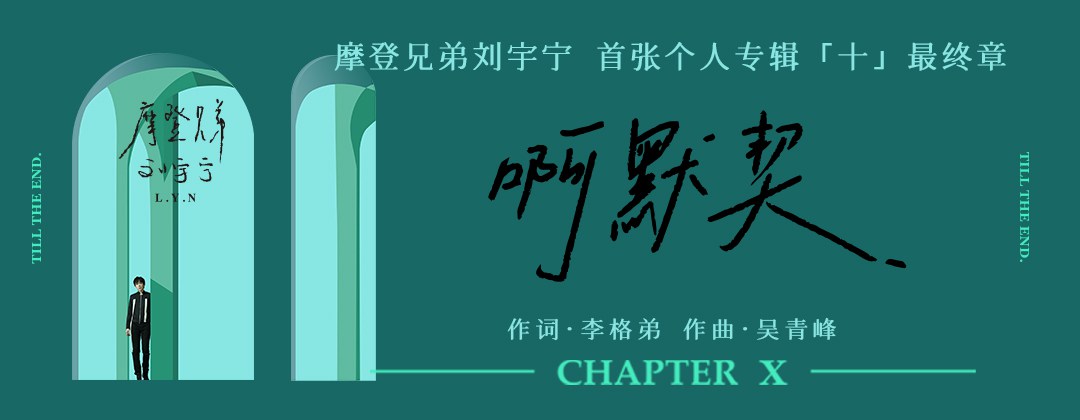 摩登兄弟刘宇宁 首张个人专辑「十」最终章
摩登兄弟
刘宇宁
L.Y.N
TILL THE END.
啊默契、
TILL THE END.
作词·李格弟 作曲·吴青峰
CHAPTER X